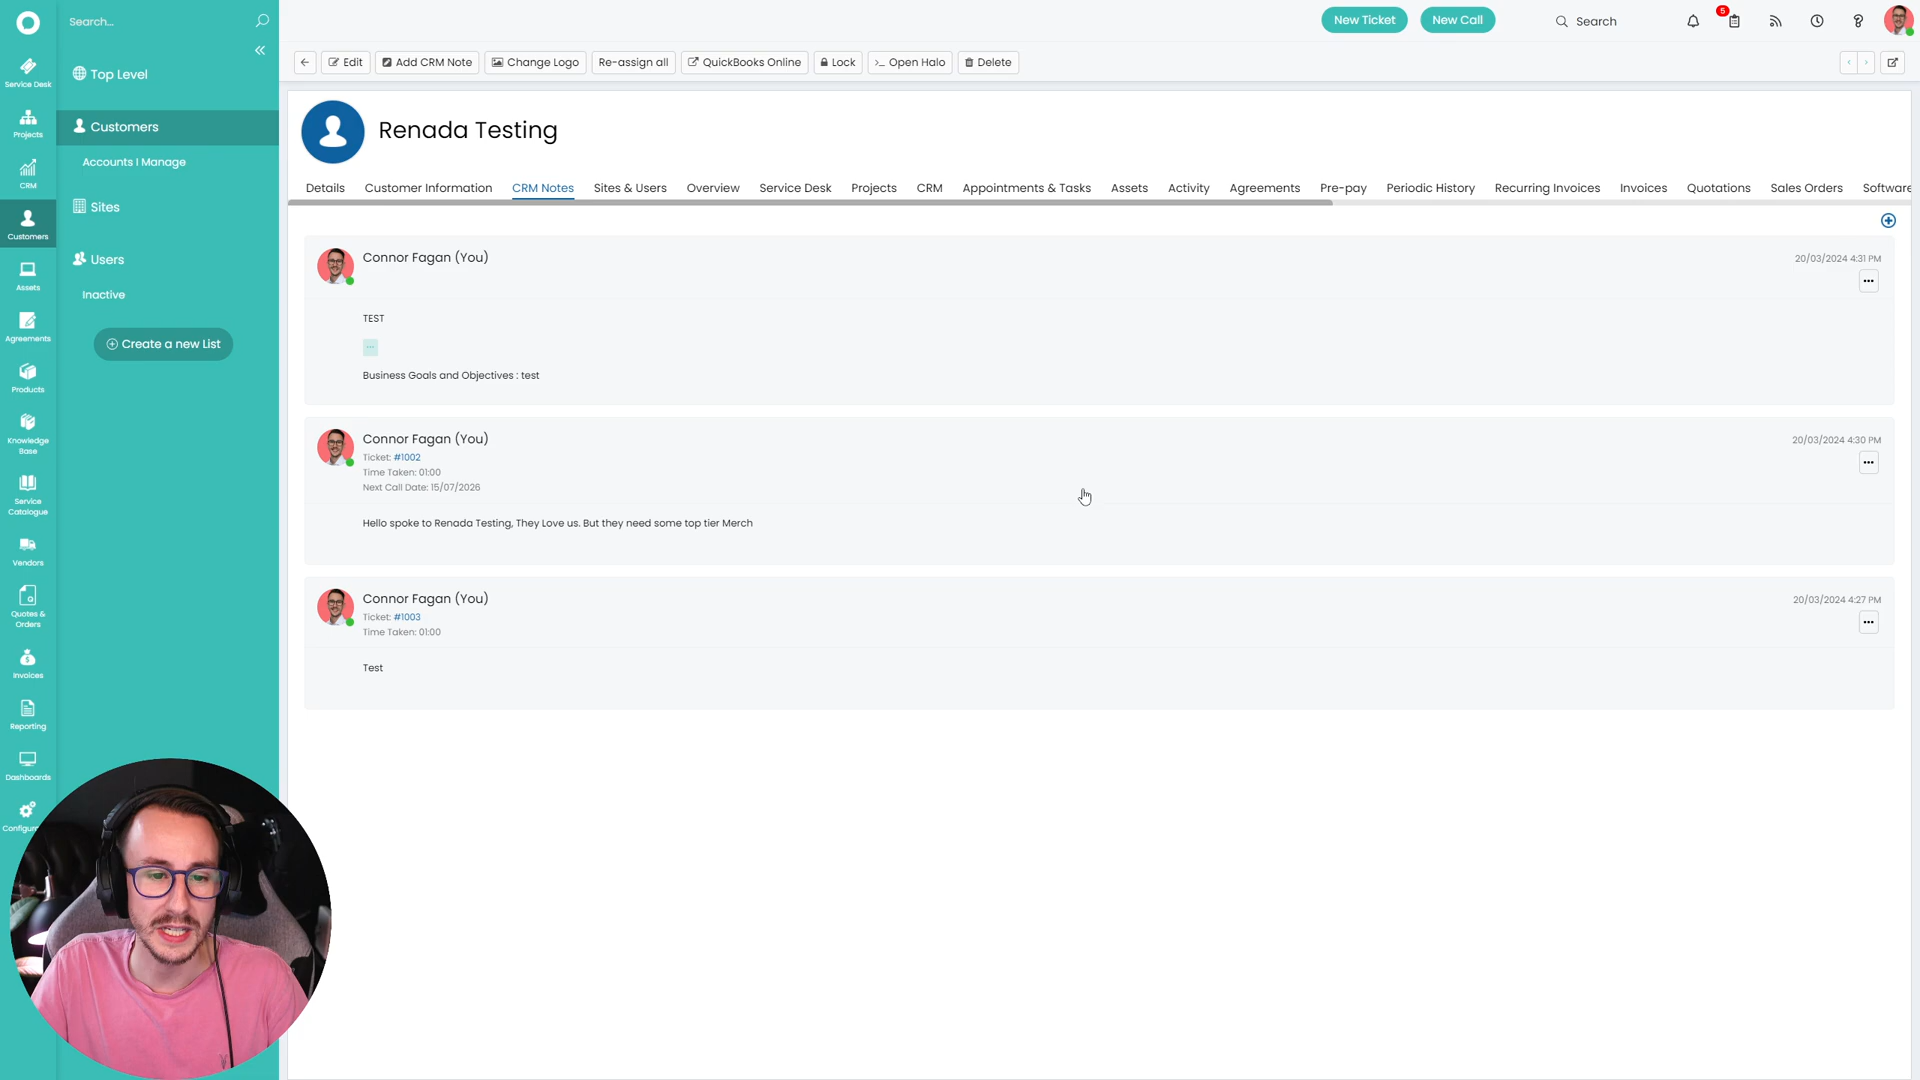 Search...
New Ticket
New Call
Search
5
Service Desk
Projects
CRM
Customers
Assets
Agreements
Products
Knowledge
Base
Service
Catalogue
Vendors
Quotes &
Orders
Invoices
Reporting
Dashboards
Top Level
Customers
Accounts I Manage
Sites
Users
Inactive
Create a new List
Edit
Add CRM Note
Change Logo
Re-assign all
QuickBooks Online
Lock
Open Halo
Delete
Renada Testing
Details
Customer Information
CRM Notes
Sites & Users
Overview
Service Desk
Projects
CRM
Appointments & Tasks
Assets
Activity
Agreements
Pre-pay
Periodic History
Recurring Invoices
Invoices
Quotations
Sales Orders
Software
Connor Fagan (You)
20/03/2024 4:31 PM
TEST
Business Goals and Objectives : test
Connor Fagan (You)
20/03/2024 4:30 PM
Ticket: #1002
Time Taken: 01:00
Next Call Date: 15/07/2026
Hello spoke to Renada Testing, They Love us. But they need some top tier Merch
Connor Fagan (You)
20/03/2024 4:27 PM
Ticket: #1003
Time Taken: 01:00
Test